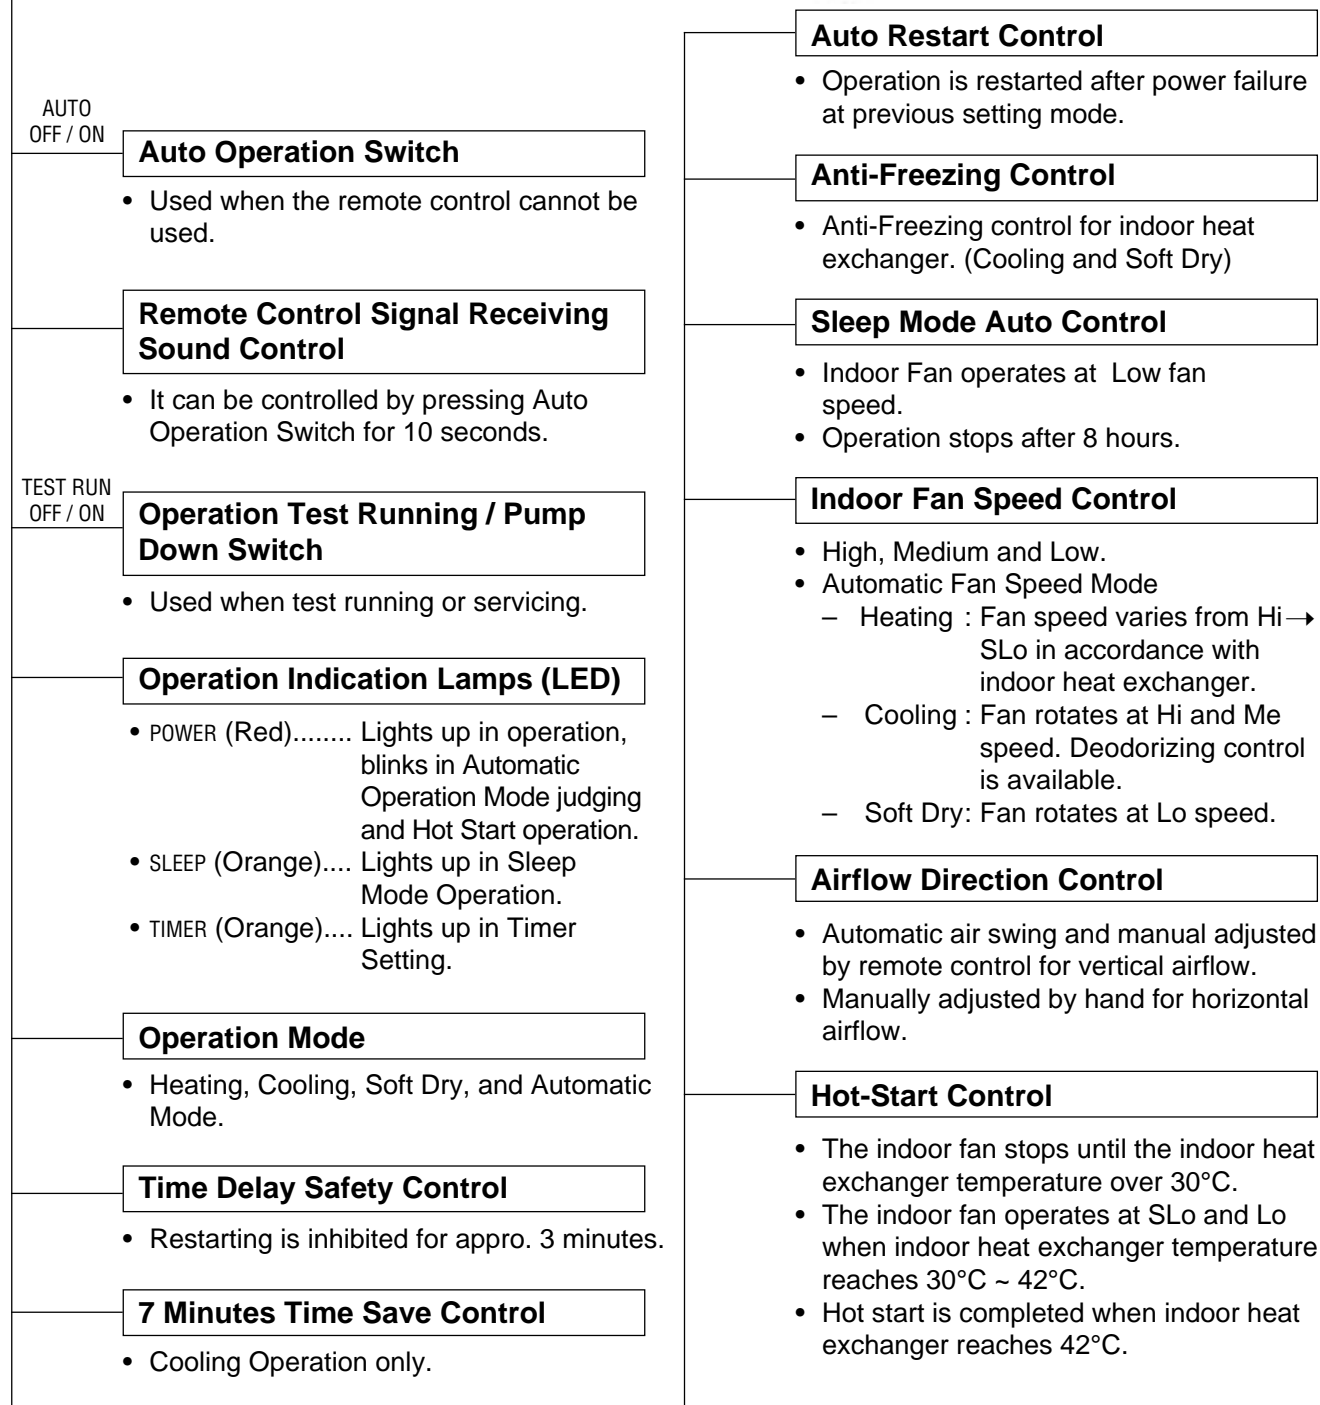 AUTO
OFF / ON
Auto Operation Switch
• Used when the remote control cannot be
used.
Remote Control Signal Receiving
Sound Control
• It can be controlled by pressing Auto
Operation Switch for 10 seconds.
TEST RUN
OFF / ON
Operation Test Running / Pump
Down Switch
• Used when test running or servicing.
Operation Indication Lamps (LED)
• POWER (Red)........ Lights up in operation,
blinks in Automatic
Operation Mode judging
and Hot Start operation.
• SLEEP (Orange).... Lights up in Sleep
Mode Operation.
• TIMER (Orange).... Lights up in Timer
Setting.
Operation Mode
• Heating, Cooling, Soft Dry, and Automatic
Mode.
Time Delay Safety Control
• Restarting is inhibited for appro. 3 minutes.
7 Minutes Time Save Control
• Cooling Operation only.
Auto Restart Control
• Operation is restarted after power failure
at previous setting mode.
Anti-Freezing Control
• Anti-Freezing control for indoor heat
exchanger. (Cooling and Soft Dry)
Sleep Mode Auto Control
• Indoor Fan operates at Low fan
speed.
• Operation stops after 8 hours.
Indoor Fan Speed Control
• High, Medium and Low.
• Automatic Fan Speed Mode
– Heating : Fan speed varies from Hi→
SLo in accordance with
indoor heat exchanger.
– Cooling : Fan rotates at Hi and Me
speed. Deodorizing control
is available.
– Soft Dry: Fan rotates at Lo speed.
Airflow Direction Control
• Automatic air swing and manual adjusted
by remote control for vertical airflow.
• Manually adjusted by hand for horizontal
airflow.
Hot-Start Control
• The indoor fan stops until the indoor heat
exchanger temperature over 30°C.
• The indoor fan operates at SLo and Lo
when indoor heat exchanger temperature
reaches 30°C ~ 42°C.
• Hot start is completed when indoor heat
exchanger reaches 42°C.